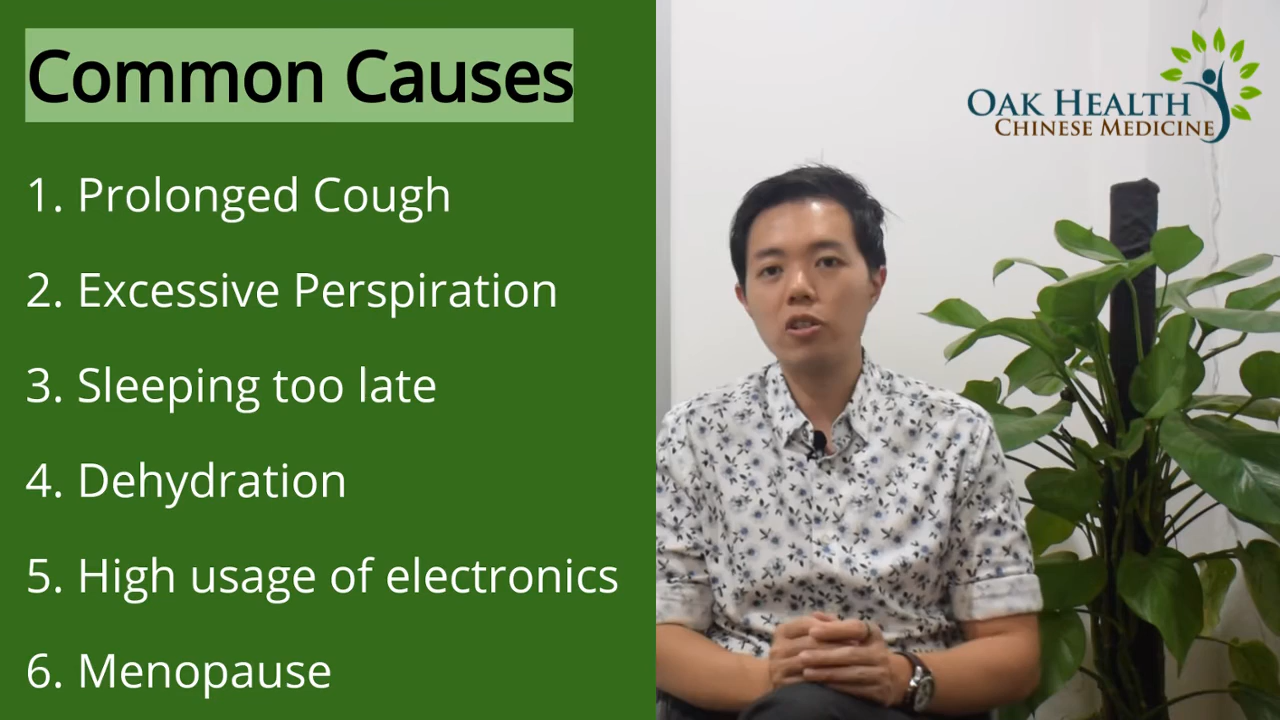 Common Causes
1. Prolonged Cough
2. Excessive Perspiration
3. Sleeping too late
4. Dehydration
5. High usage of electronics
6. Menopause
OAK HEALTH
CHINESE MEDICINE